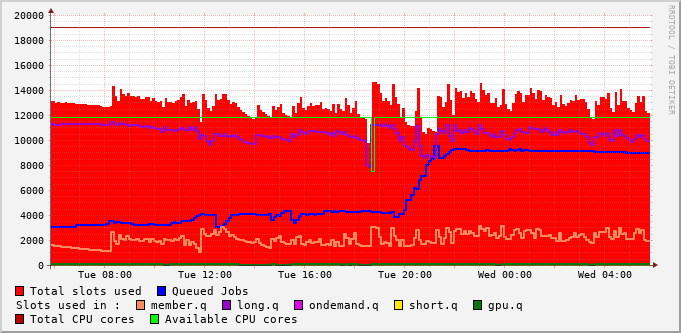 20000
18000
16000
14000
12000
10000
8000
6000
4000
2000
0
Tue 08:00 Tue 12:00 Tue 16:00 Tue 20:00 Wed 00:00 Wed 04:00
RRDTOOL / TOBI OETIKER
Total slots used Queued Jobs
Slots used in : member.q long.q ondemand.q short.q gpu.q
Total CPU cores Available CPU cores